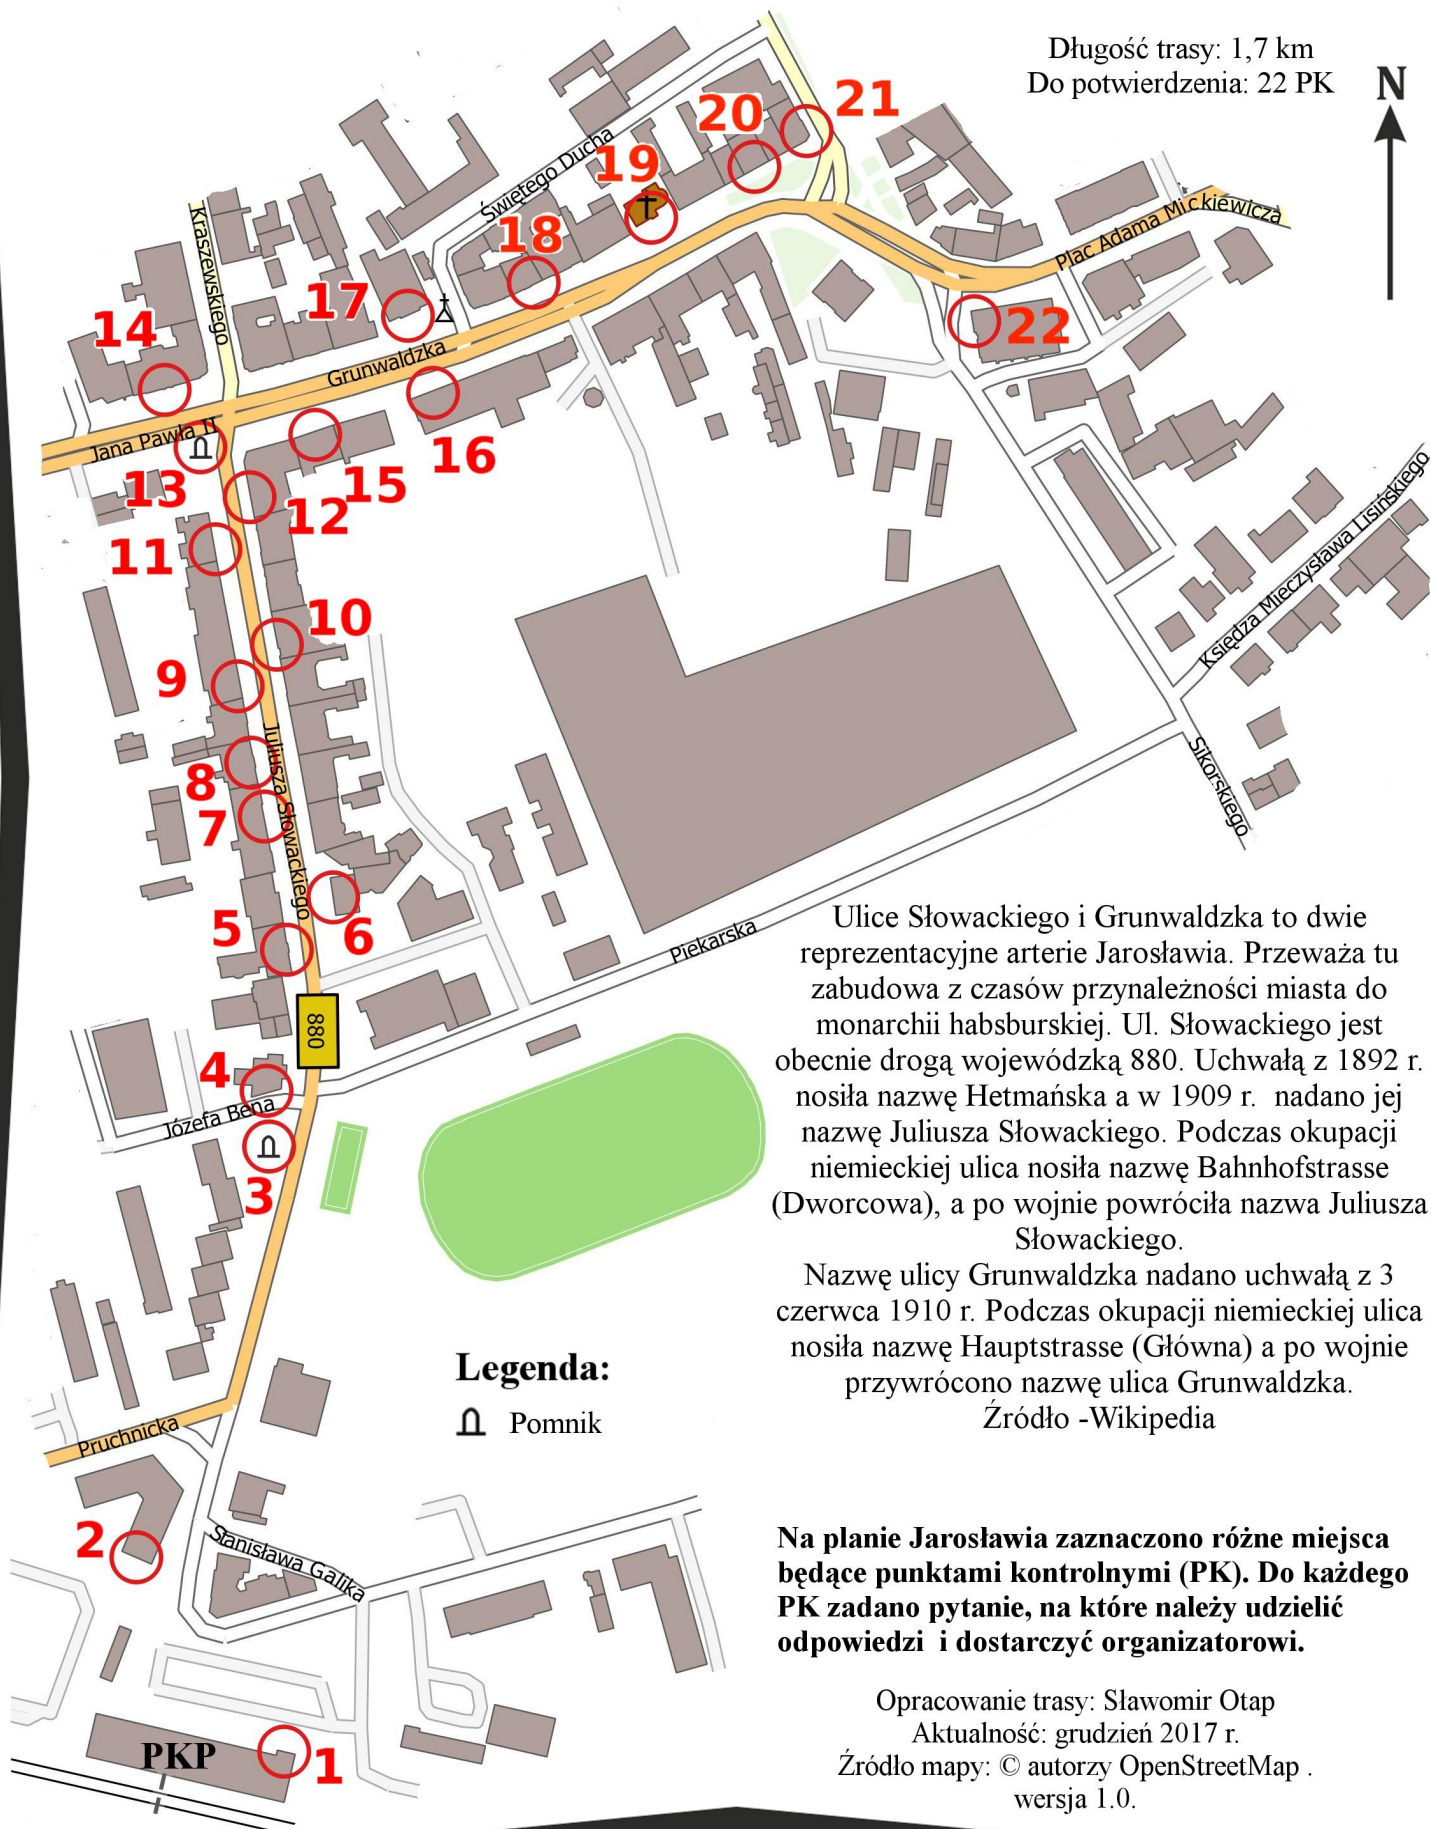 Długość trasy: 1,7 km
Do potwierdzenia: 22 PK
N
21
20
19
Świętego Ducha
18
17
Kraszewskiego
14
Grunwaldzka
Plac Adama Mickiewicza
22
Jana Pawła II
16
15
13
12
11
10
9
8
7
Juliusza Słowackiego
5
6
Księdza Mieczysława Lisińskiego
Sikorskiego
Piekarska
880
4
Józefa Bena
3
Ulice Słowackiego i Grunwaldzka to dwie
reprezentacyjne arterie Jarosławia. Przeważa tu
zabudowa z czasów przynależności miasta do
monarchii habsburskiej. Ul. Słowackiego jest
obecnie drogą wojewódzką 880. Uchwałą z 1892 r.
nosiła nazwę Hetmańska a w 1909 r.  nadano jej
nazwę Juliusza Słowackiego. Podczas okupacji
niemieckiej ulica nosiła nazwę Bahnhofstrasse
(Dworcowa), a po wojnie powróciła nazwa Juliusza
Słowackiego.
Nazwę ulicy Grunwaldzka nadano uchwałą z 3
czerwca 1910 r. Podczas okupacji niemieckiej ulica
nosiła nazwę Hauptstrasse (Główna) a po wojnie
przywrócono nazwę ulica Grunwaldzka.
Źródło -Wikipedia
Legenda:
Pomnik
Pruchnicka
2
Stanisława Galika
Na planie Jarosławia zaznaczono różne miejsca
będące punktami kontrolnymi (PK). Do każdego
PK zadano pytanie, na które należy udzielić
odpowiedzi  i dostarczyć organizatorowi.
PKP
1
Opracowanie trasy: Sławomir Otap
Aktualność: grudzień 2017 r.
Źródło mapy: © autorzy OpenStreetMap .
wersja 1.0.